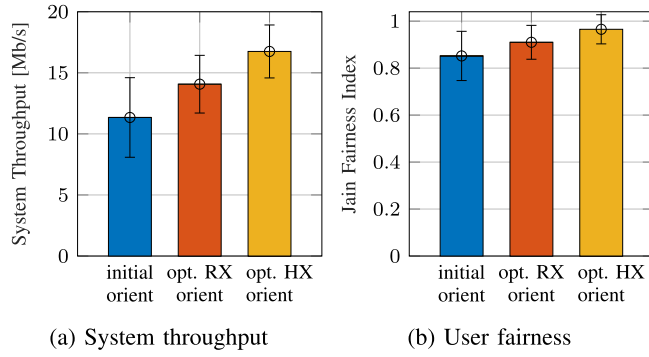 20
15
10
5
0
System Throughput [Mb/s]
initial orient
opt. RX orient
opt. HX orient
(a) System throughput
1
0.8
0.6
0.4
0.2
0
Jain Fairness Index
initial orient
opt. RX orient
opt. HX orient
(b) User fairness